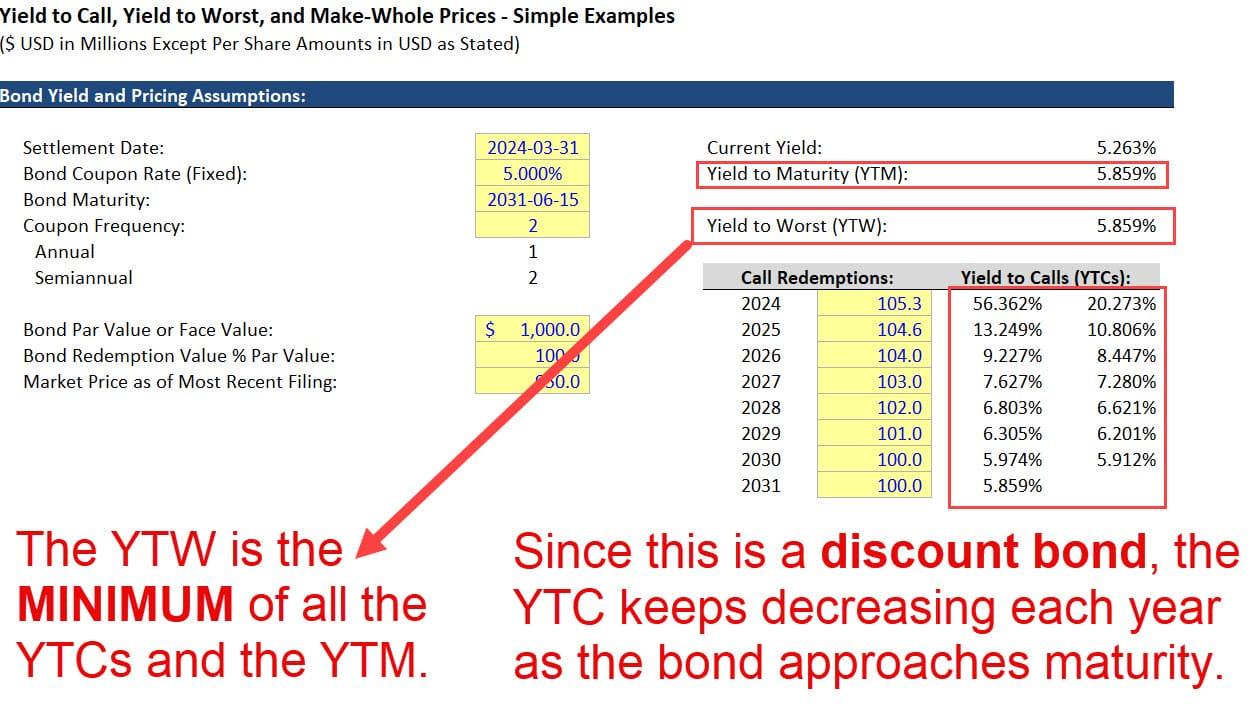 Yield to Call, Yield to Worst, and Make-Whole Prices - Simple Examples
($ USD in Millions Except Per Share Amounts in USD as Stated)
Bond Yield and Pricing Assumptions:
Settlement Date: 2024-03-31 Current Yield: 5.263%
Bond Coupon Rate (Fixed): 5.000% Yield to Maturity (YTM): 5.859%
Bond Maturity: 2031-06-15
Coupon Frequency: 2 Yield to Worst (YTW): 5.859%
Annual 1
Semiannual 2 Call Redemptions: Yield to Calls (YTCs):
2024 105.3 56.362% 20.273%
Bond Par Value or Face Value: $ 1,000.0 2025 104.6 13.249% 10.806%
Bond Redemption Value % Par Value: 100.0 2026 104.0 9.227% 8.447%
Market Price as of Most Recent Filing: 950.0 2027 103.0 7.627% 7.280%
2028 102.0 6.803% 6.621%
2029 101.0 6.305% 6.201%
2030 100.0 5.974% 5.912%
2031 100.0 5.859%
The YTW is the
MINIMUM of all the
YTCs and the YTM.
Since this is a discount bond, the
YTC keeps decreasing each year
as the bond approaches maturity.